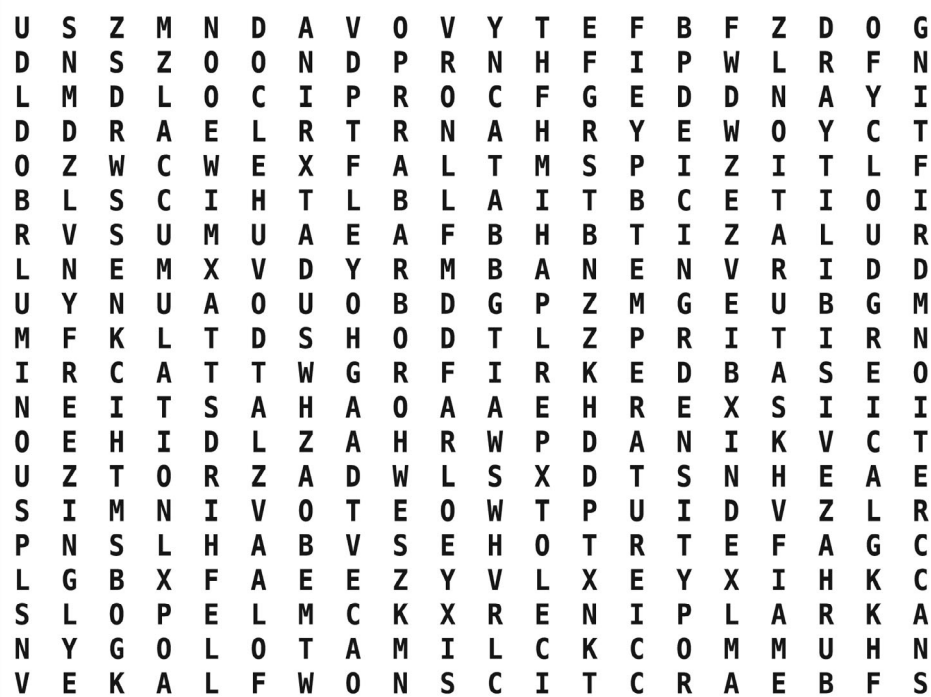 U S Z M N D A V O V Y T E F B F Z D O G
D N S Z O O N D P R N H F I P W L R F N
L M D L O C I P R O C F G E D D N A Y I
D D R A E L R T R N A H R Y E W O Y C T
O Z W C W E X F A L T M S P I Z I T L F
B L S C I H T L B L A I T B C E T I O I
R V S U M U A E A F B H B T I Z A L U R
L N E M X V D Y R M B A N E N V R I D D
U Y N U A O U O B D G P Z M G E U B G M
M F K L T D S H O D T L Z P R I T I R N
I R C A T T W G R F I R K E D B A S E O
N E I T S A H A O A A E H R E X S I I I
O E H I D L Z A H R W P D A N I K V C T
U Z T O R Z A D W L S X D T S N H E A E
S I M N I V O T E O W T P U I D V Z L R
P N S L H A B V S E H O T R T E F A G C
L G B X F A E E Z Y V L X E Y X I H K C
S L O P E L M C K X R E N I P L A R K A
N Y G O L O T A M I L C K C O M M U H N
V E K A L F W O N S C I T C R A E B F S